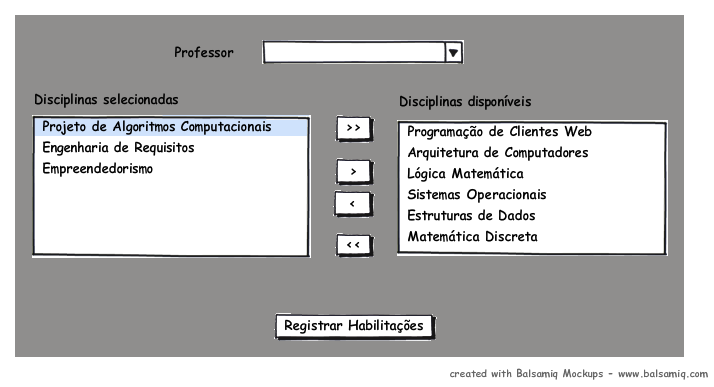 Professor
Disciplinas selecionadas
Projeto de Algoritmos Computacionais
Engenharia de Requisitos
Empreendedorismo
>>
>
<
<<
Disciplinas disponíveis
Programação de Clientes Web
Arquitetura de Computadores
Lógica Matemática
Sistemas Operacionais
Estruturas de Dados
Matemática Discreta
Registrar Habilitações
created with Balsamiq Mockups - www.balsamiq.com